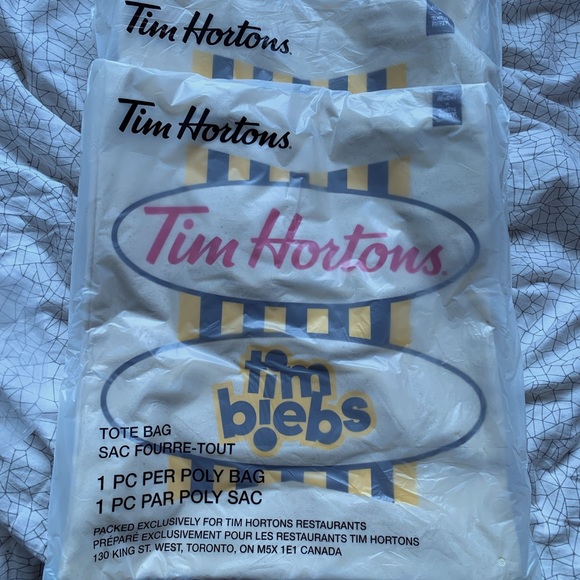 Tim Hortons.
Tim Hortons.
Tim Hortons.
tim
biebs
TOTE BAG
SAC FOURRE-TOUT
1 PC PER POLY BAG
1 PC PAR POLY SAC
PACKED EXCLUSIVELY FOR TIM HORTONS RESTAURANTS
PRÉPARÉ EXCLUSIVEMENT POUR LES RESTAURANTS TIM HORTONS
130 KING ST. WEST, TORONTO, ON M5X 1E1 CANADA